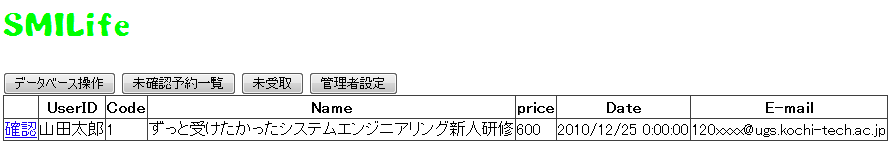 SMILife
データベース操作 未確認予約一覧 未受取 管理者設定
UserID Code Name price Date E-mail
確認 山田太郎 1 ずっと受けたかったシステムエンジニアリング新人研修 600 2010/12/25 0:00:00 120xxxx@ugs.kochi-tech.ac.jp